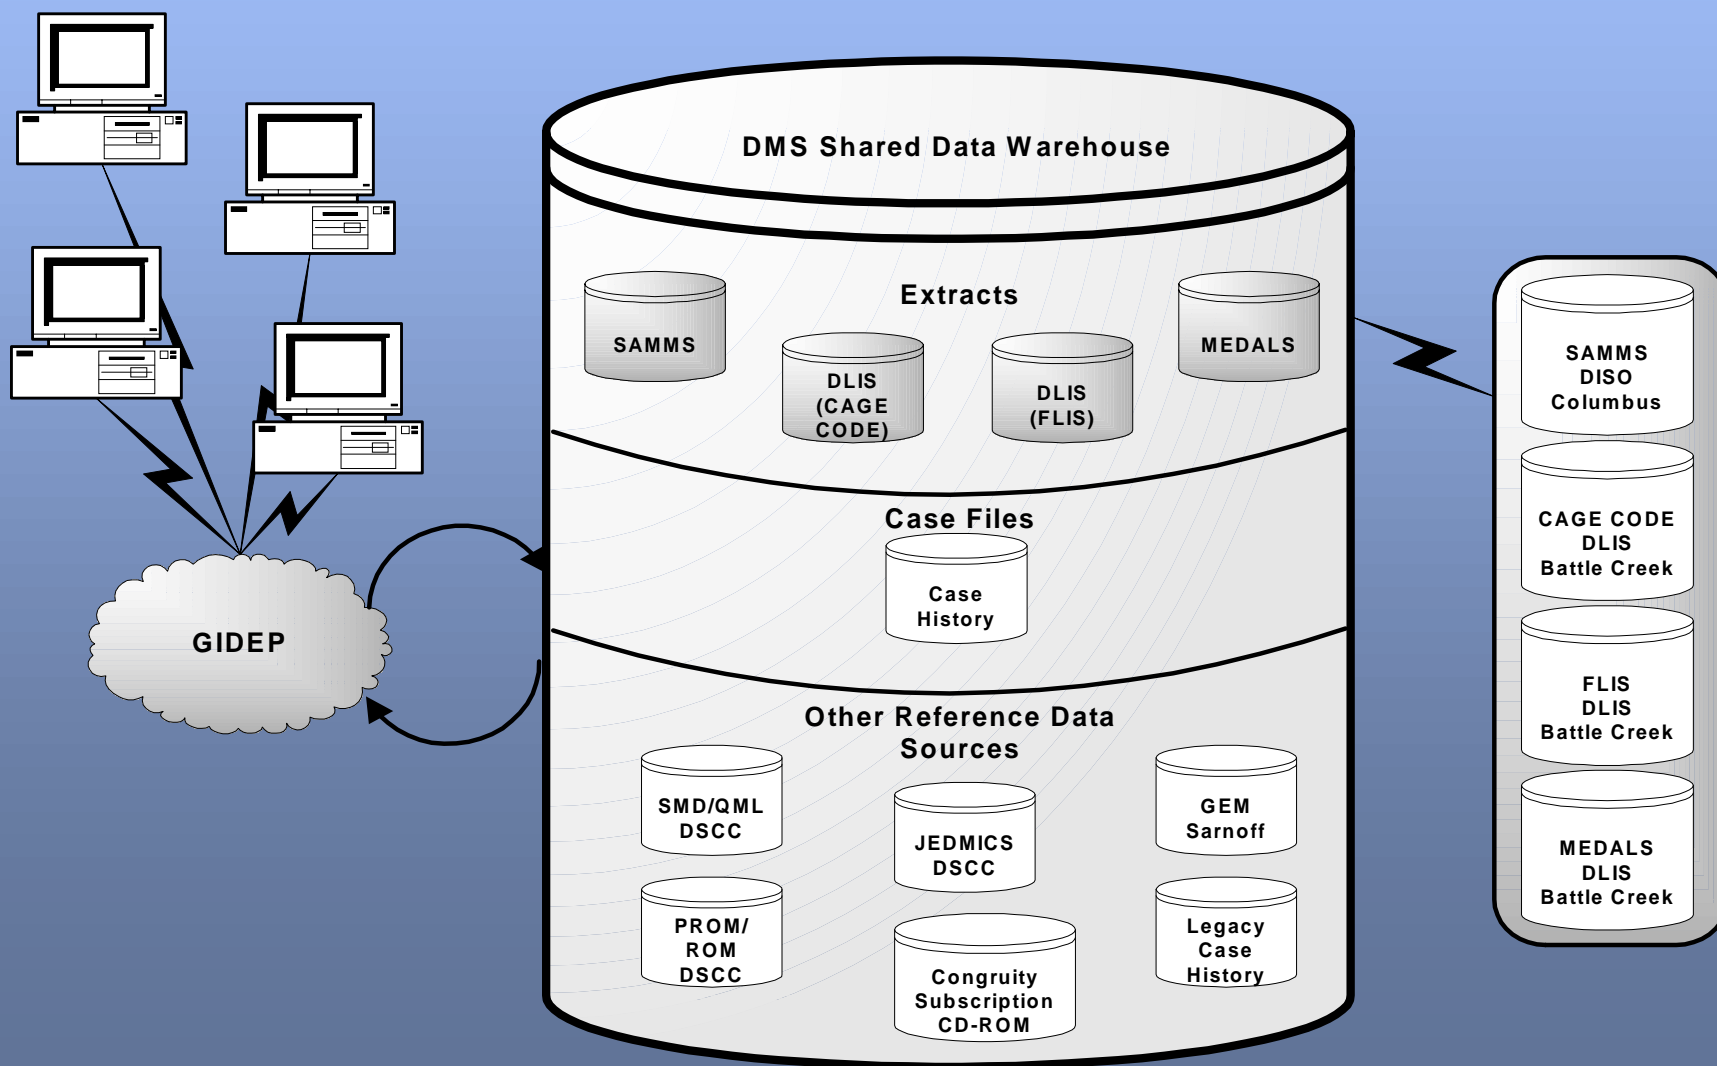 DMS Shared Data Warehouse
Extracts
SAMMS
DLIS
(CAGE
CODE)
DLIS
(FLIS)
MEDALS
Case Files
Case
History
Other Reference Data
Sources
SMD/QML
DSCC
JEDMICS
DSCC
GEM
Sarnoff
PROM/
ROM
DSCC
Congruity
Subscription
CD-ROM
Legacy
Case
History
GIDEP
SAMMS
DISO
Columbus
CAGE CODE
DLIS
Battle Creek
FLIS
DLIS
Battle Creek
MEDALS
DLIS
Battle Creek